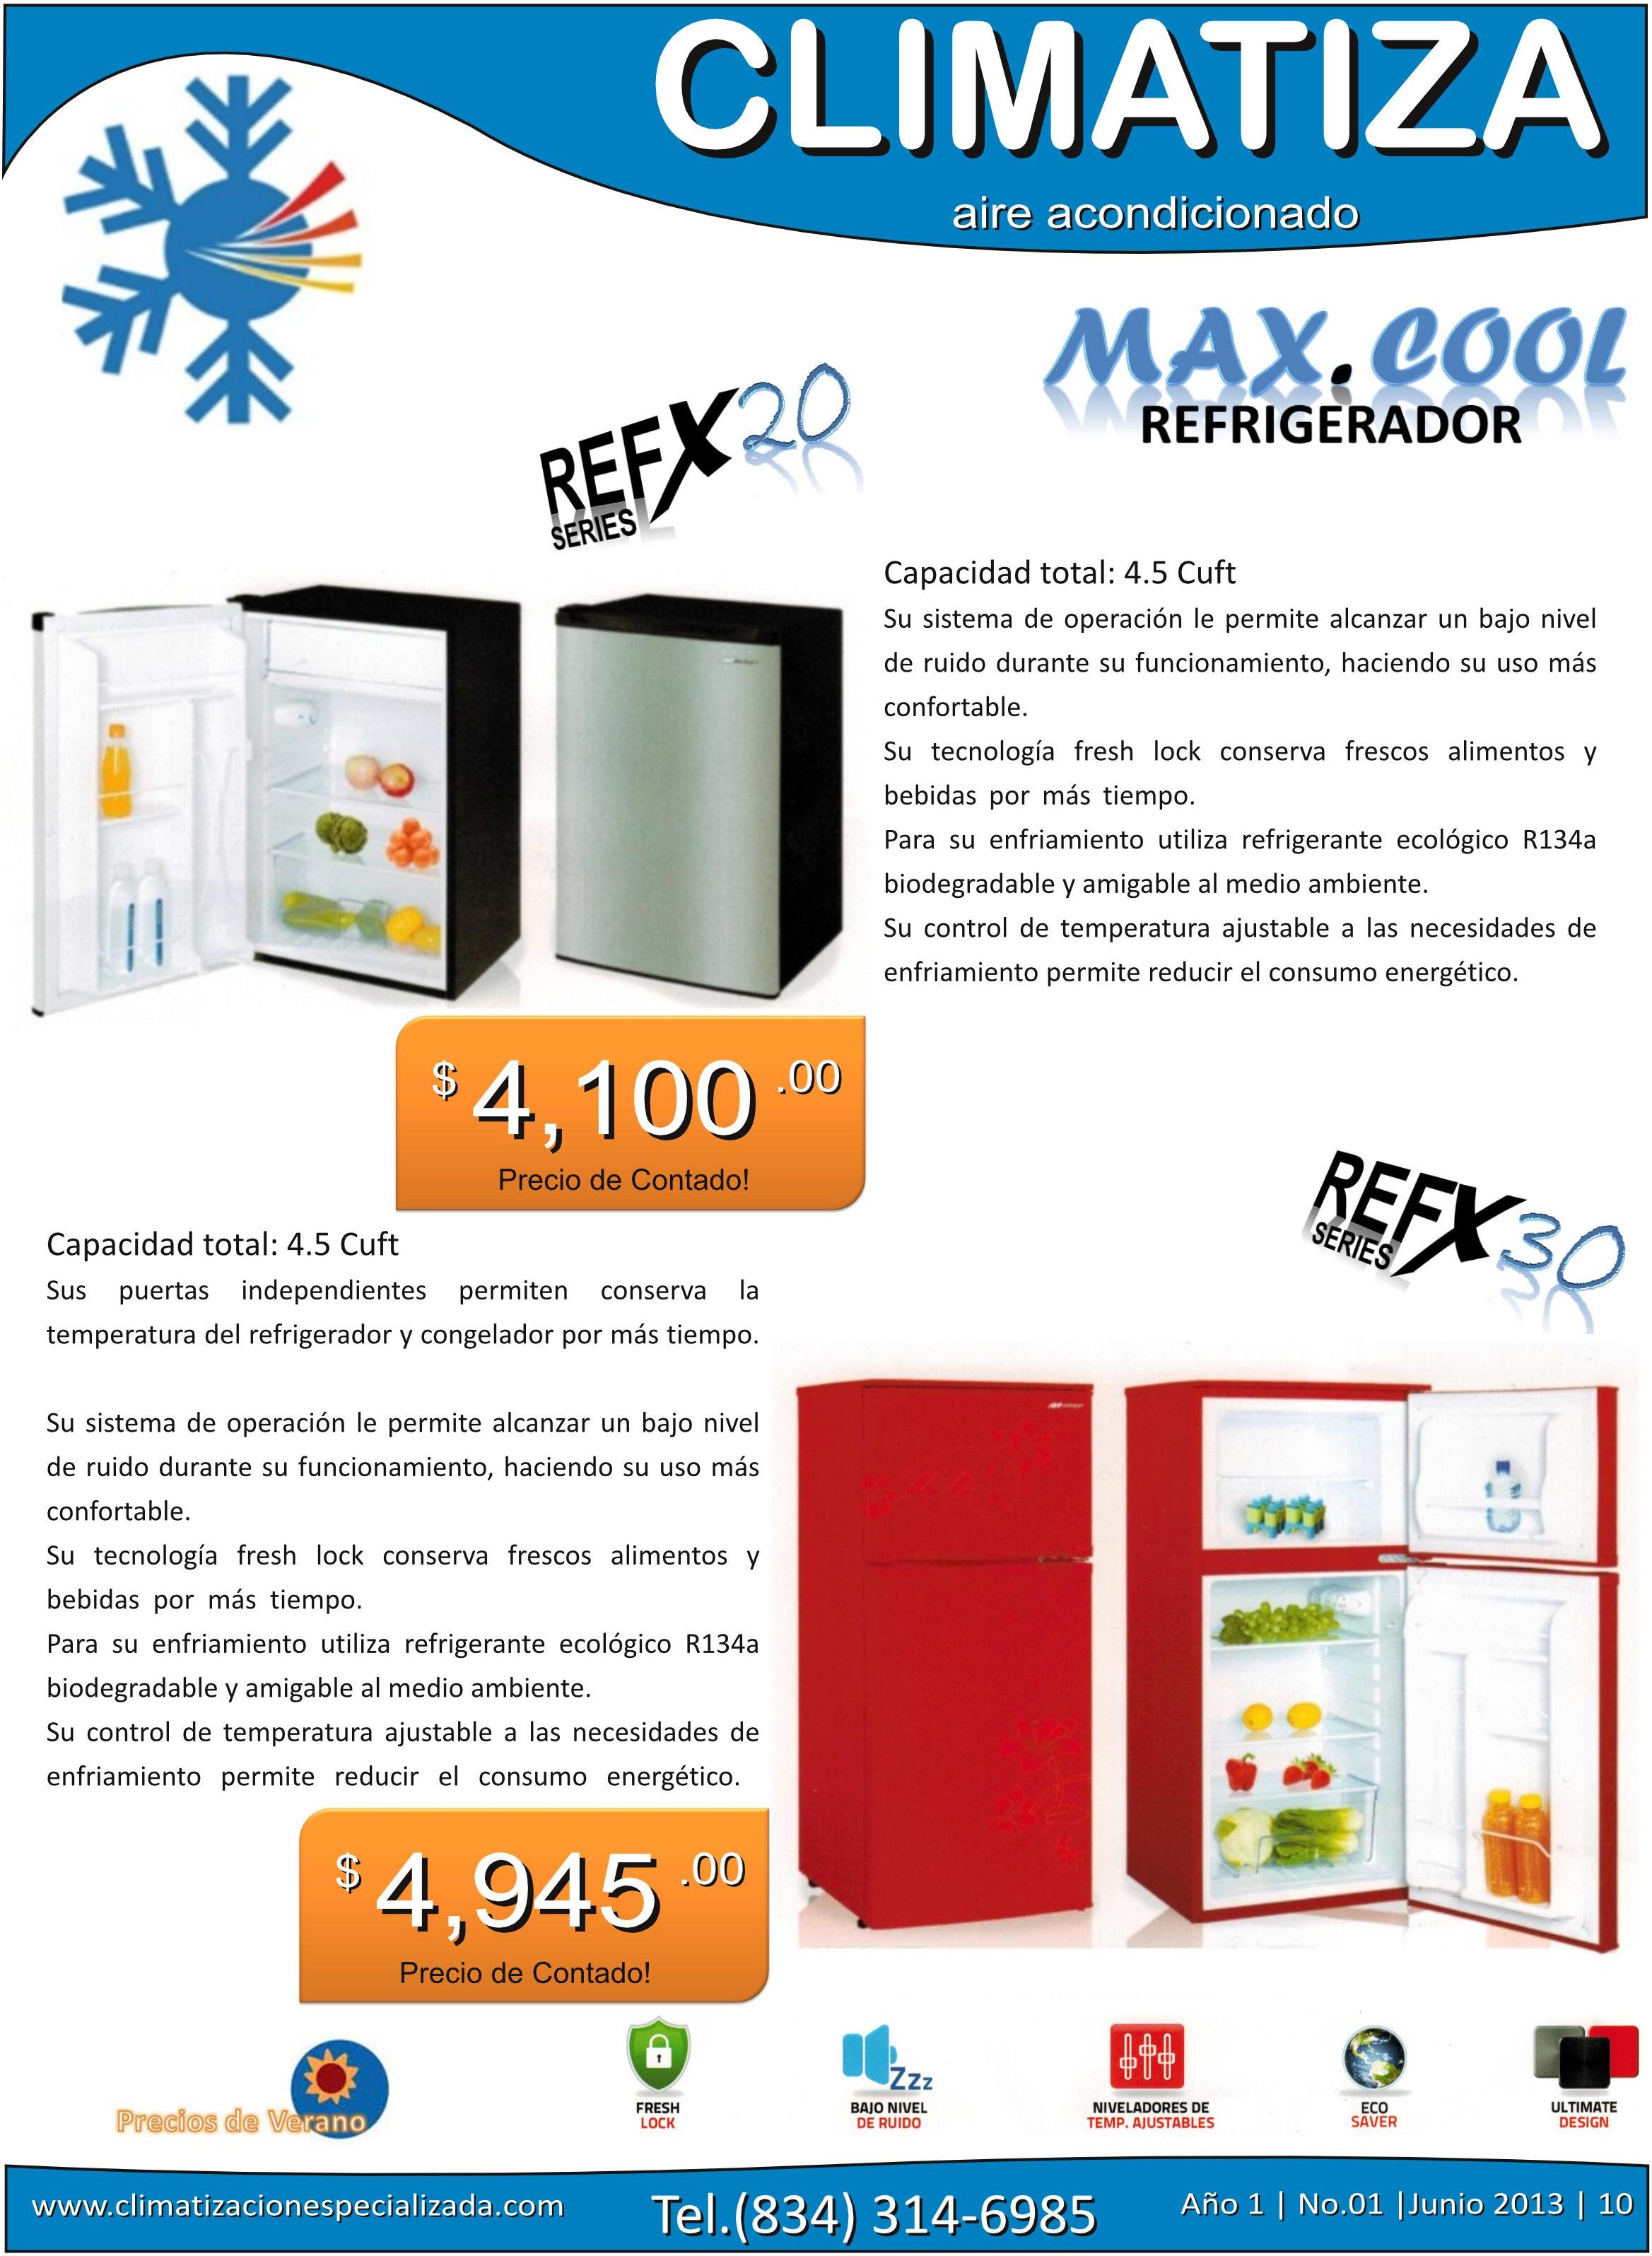 CLIMATIZA
aire acondicionado
MAX.COOL
REFRIGERADOR
REFX20
SERIES
Capacidad total: 4.5 Cuft
Su sistema de operación le permite alcanzar un bajo nivel
de ruido durante su funcionamiento, haciendo su uso más
confortable.
Su tecnología fresh lock conserva frescos alimentos y
bebidas por más tiempo.
Para su enfriamiento utiliza refrigerante ecológico R134a
biodegradable y amigable al medio ambiente.
Su control de temperatura ajustable a las necesidades de
enfriamiento permite reducir el consumo energético.
$ 4,100 .00
Precio de Contado!
REFX30
SERIES
Capacidad total: 4.5 Cuft
Sus puertas independientes permiten conserva la
temperatura del refrigerador y congelador por más tiempo.
Su sistema de operación le permite alcanzar un bajo nivel
de ruido durante su funcionamiento, haciendo su uso más
confortable.
Su tecnología fresh lock conserva frescos alimentos y
bebidas por más tiempo.
Para su enfriamiento utiliza refrigerante ecológico R134a
biodegradable y amigable al medio ambiente.
Su control de temperatura ajustable a las necesidades de
enfriamiento permite reducir el consumo energético.
$ 4,945 .00
Precio de Contado!
Precios de Verano
FRESH
LOCK
Zzz
BAJO NIVEL
DE RUIDO
NIVELADORES DE
TEMP. AJUSTABLES
ECO
SAVER
ULTIMATE
DESIGN
www.climatizacionespecializada.com
Tel.(834) 314-6985
Año 1 | No.01 |Junio 2013 | 10